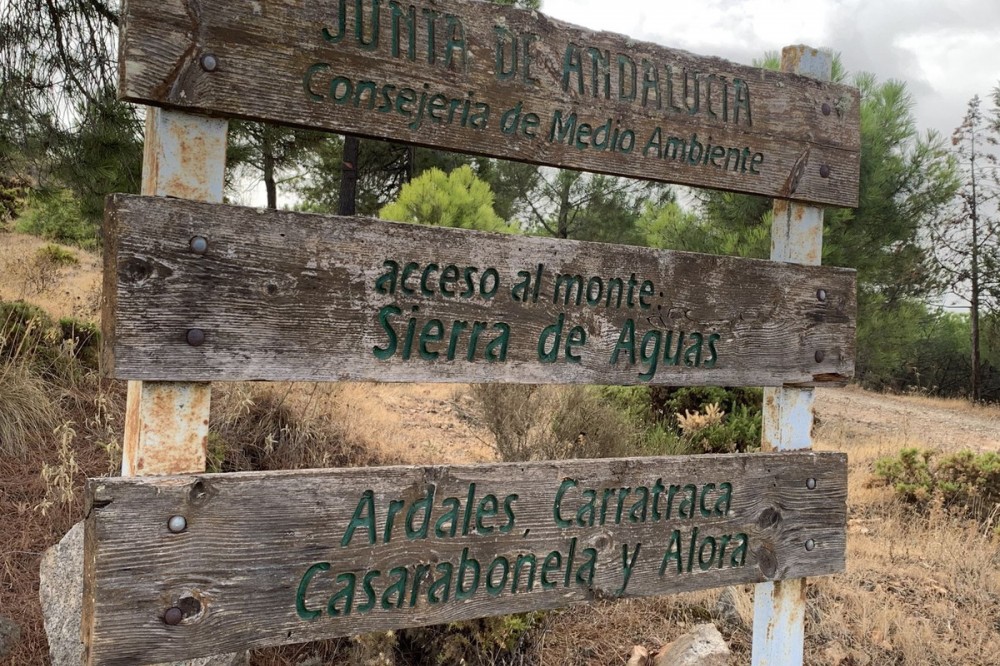 JUNTA DE ANDALUCIA
Consejeria de Medio Ambiente
acceso al monte:
Sierra de Aguas
Ardales, Carratraca,
Casarabonela y Alora